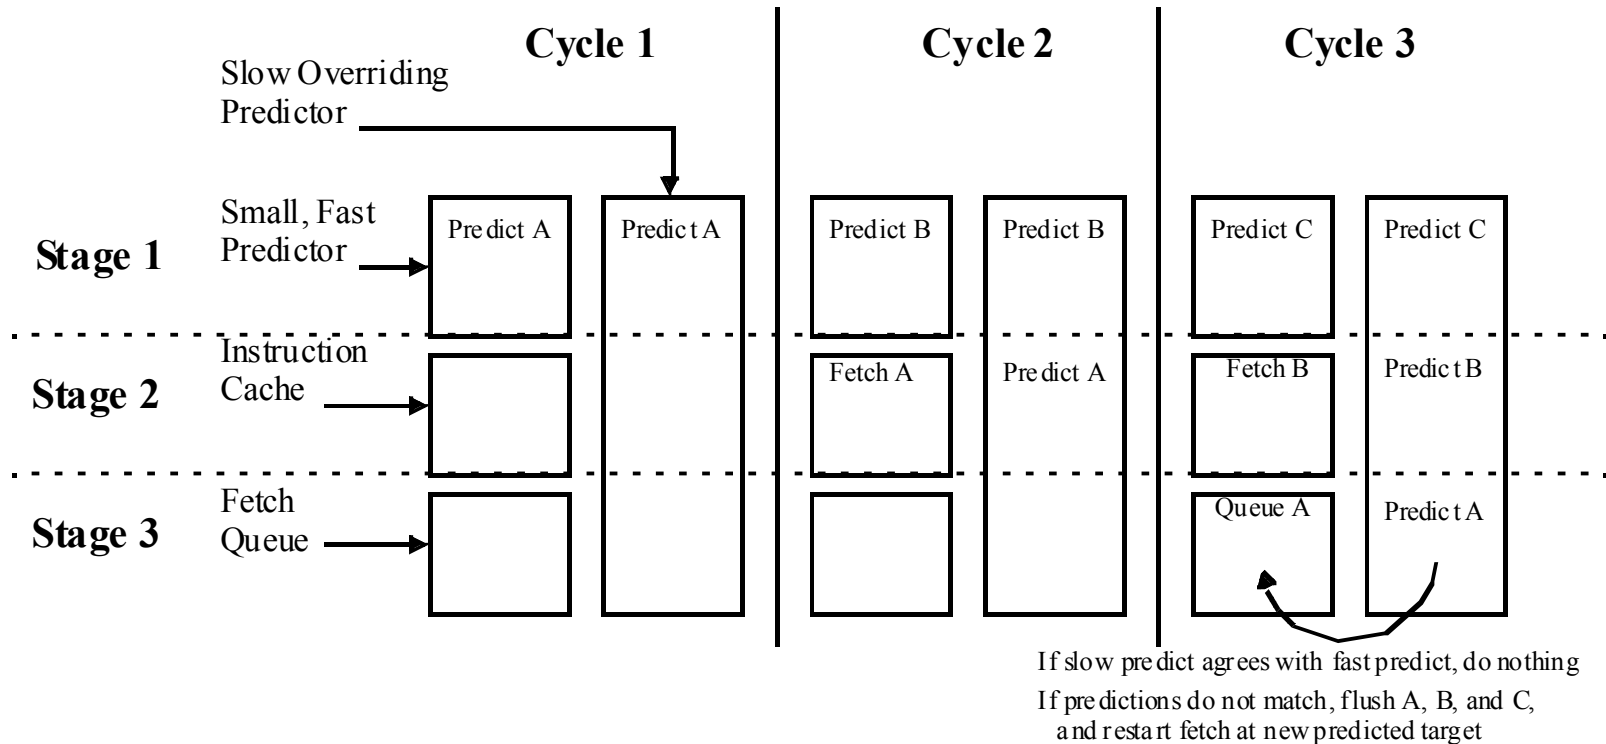 Cycle 1
Cycle 2
Cycle 3
Slow Overriding
Predictor
Small, Fast
Predictor
Stage 1
Predict A
Predict A
Predict B
Predict B
Predict C
Predict C
Instruction
Cache
Stage 2
Fetch A
Predict A
Fetch B
Predict B
Fetch
Queue
Stage 3
Queue A
Predict A
If slow predict agrees with fast predict, do nothing
If predictions do not match, flush A, B, and C,
and restart fetch at new predicted target